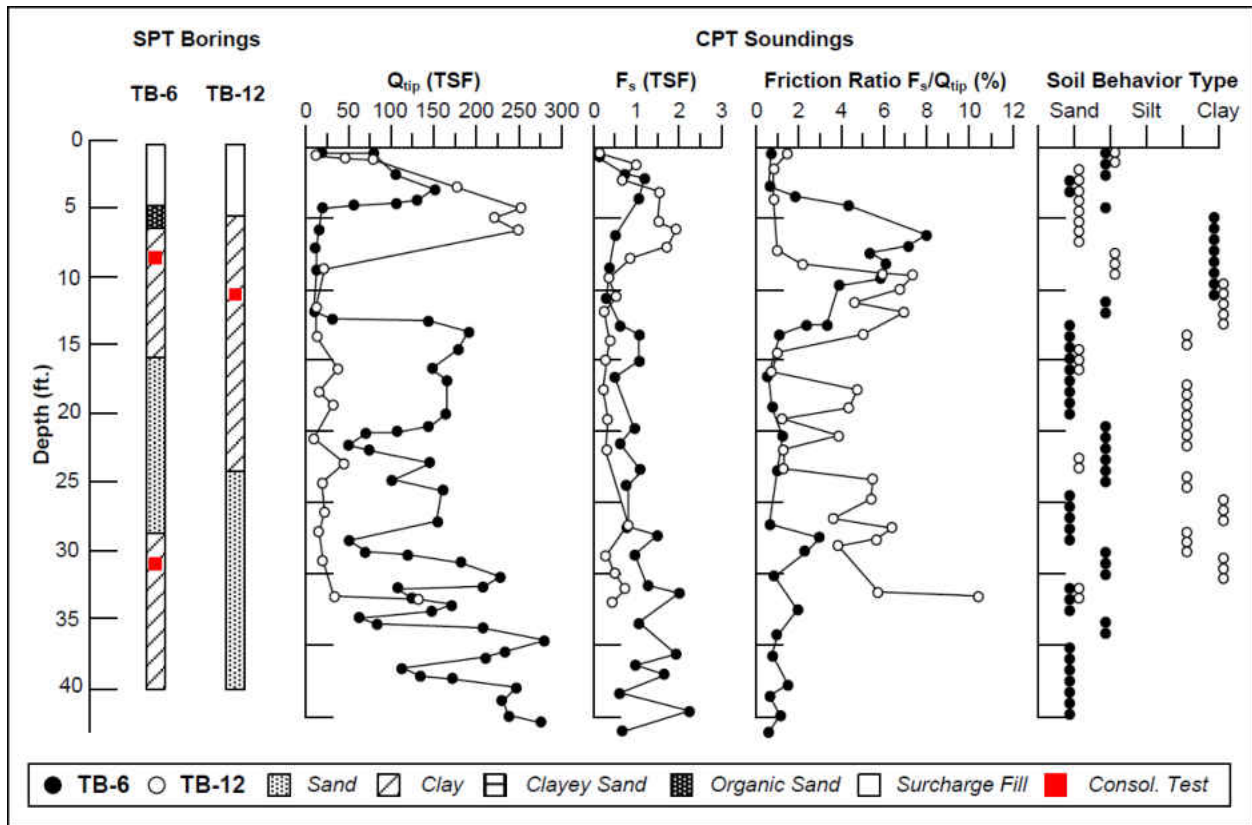 SPT Borings CPT Soundings
TB-6 TB-12 Qtip (TSF) Fs (TSF) Friction Ratio Fs/Qtip (%) Soil Behavior Type
Sand Silt Clay
0 50 100 150 200 250 300 0 1 2 3 0 2 4 6 8 10 12
Depth (ft.)
0
5
10
15
20
25
30
35
40
TB-6 TB-12 Sand Clay Clayey Sand Organic Sand Surcharge Fill Consol. Test